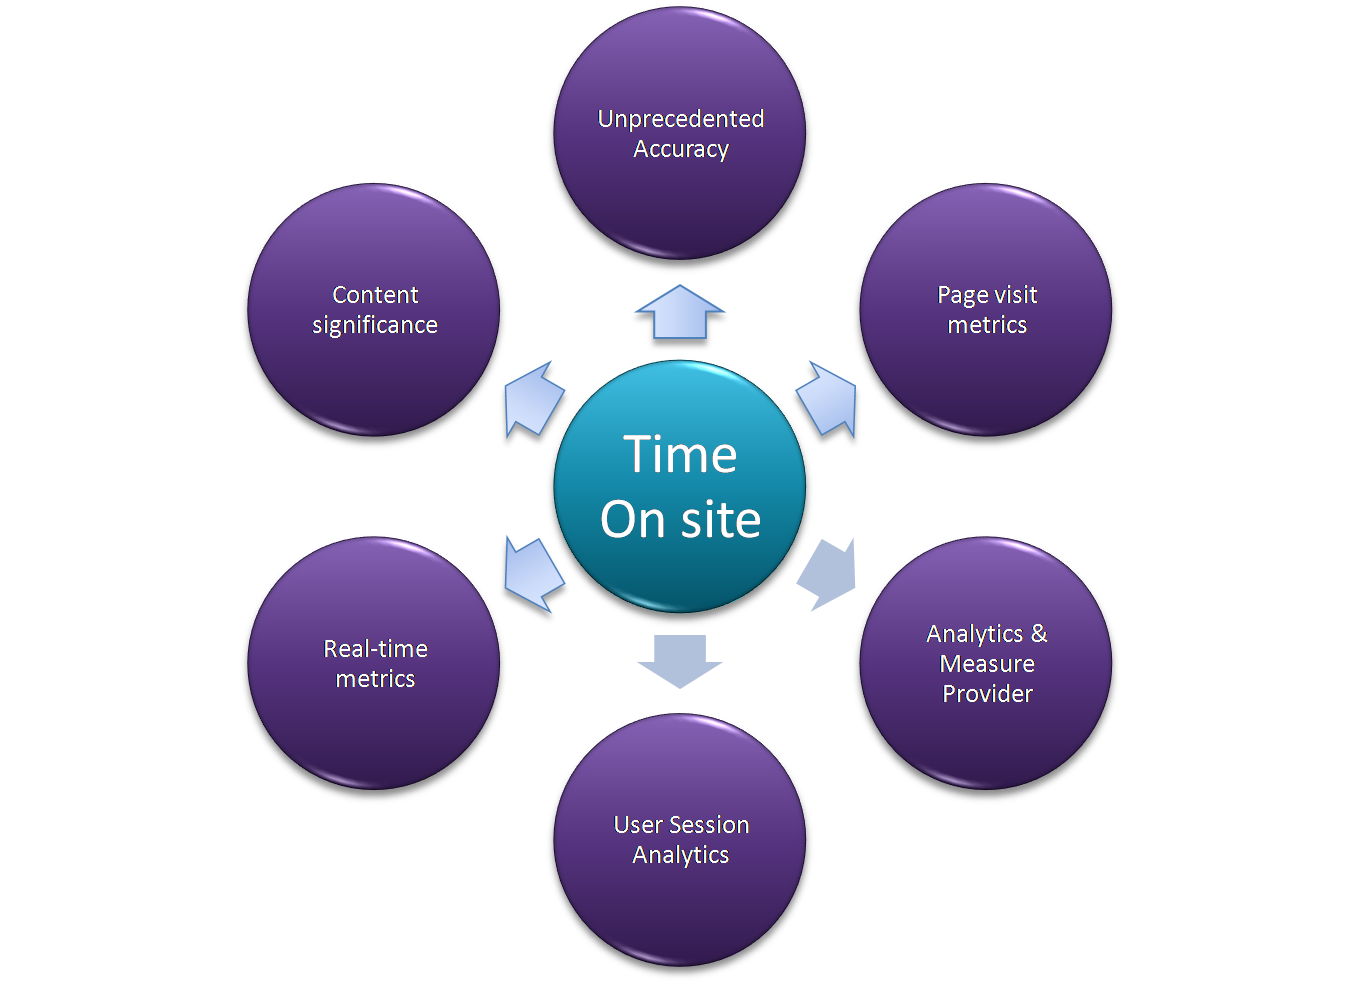 Unprecedented
Accuracy
Content
significance
Page visit
metrics
Time
On site
Real-time
metrics
Analytics &
Measure
Provider
User Session
Analytics